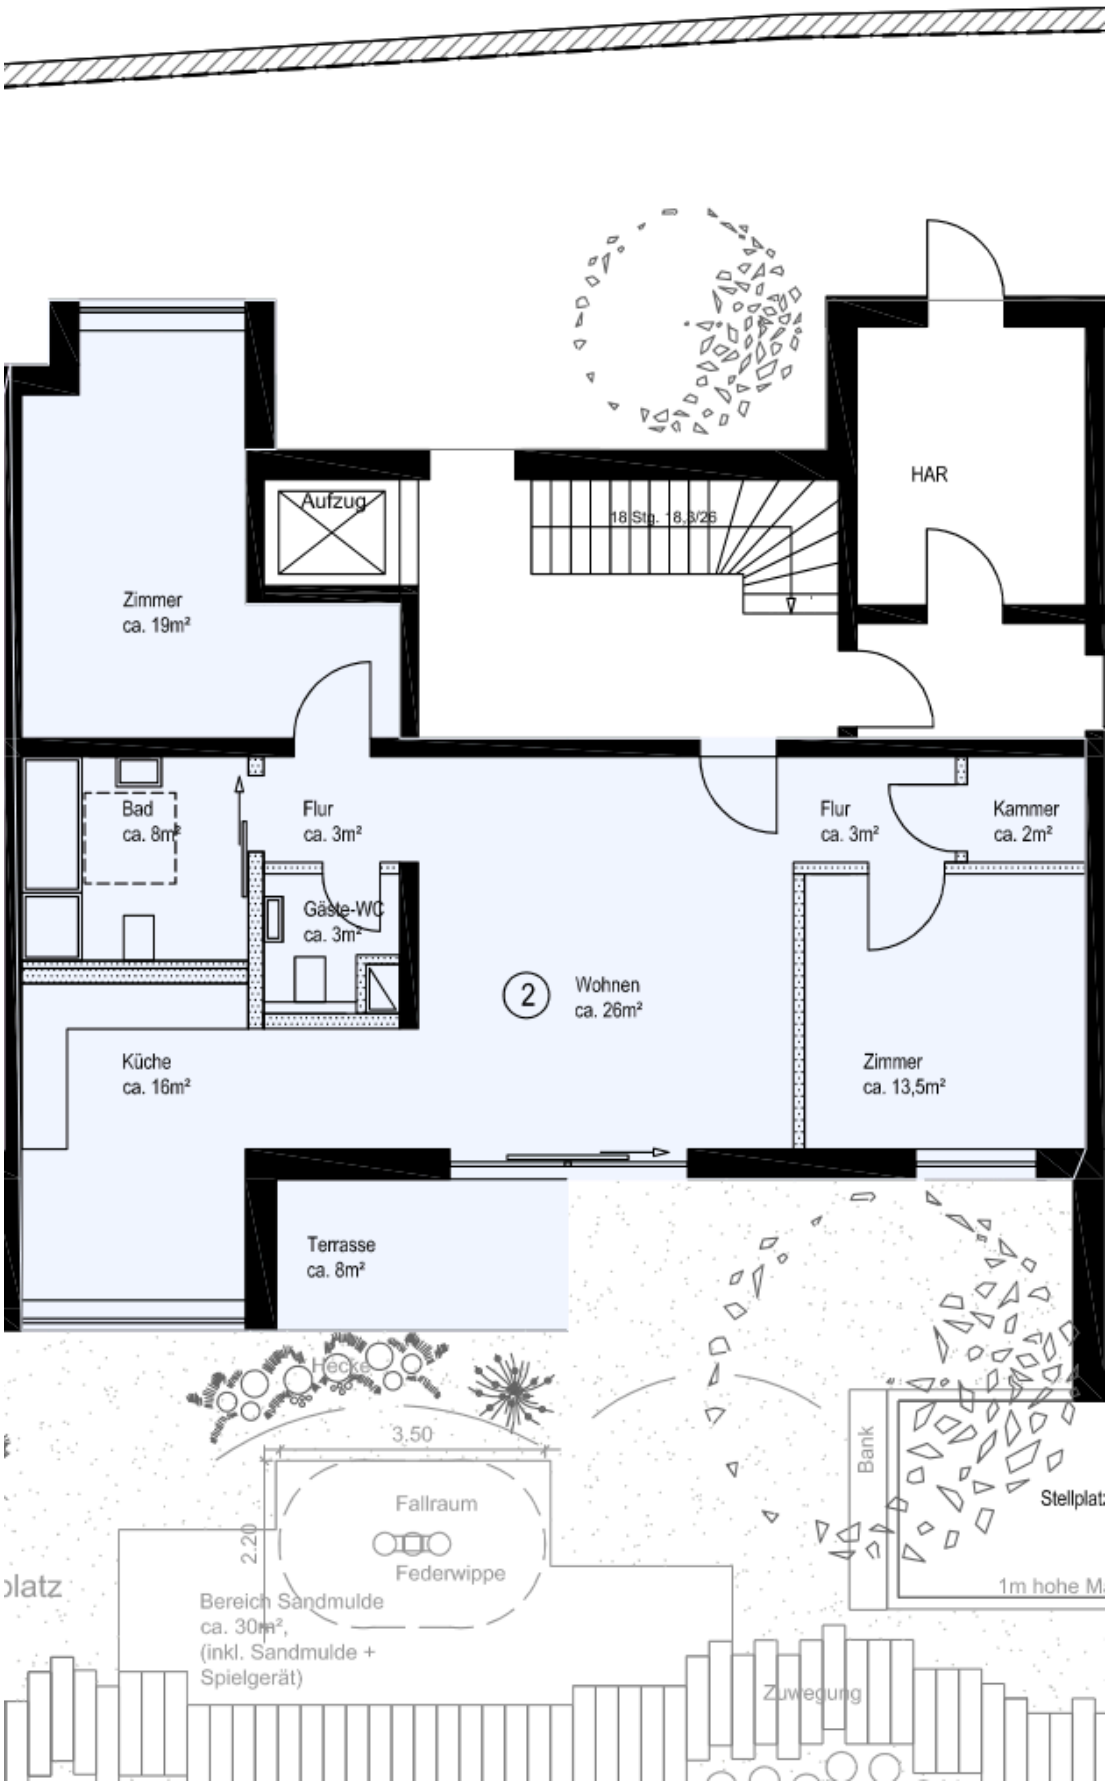 HAR
Aufzug
18 Stg. 18,6/26
Zimmer
ca. 19m²
Bad
ca. 8m²
Flur
ca. 3m²
Flur
ca. 3m²
Kammer
ca. 2m²
Gäste-WC
ca. 3m²
2
Wohnen
ca. 26m²
Küche
ca. 16m²
Zimmer
ca. 13,5m²
Terrasse
ca. 8m²
Hecke
3.50
Bank
Fallraum
Stellplatz
2.20
Federwippe
platz
1m hohe Ma
Bereich Sandmulde
ca. 30m²,
(inkl. Sandmulde +
Spielgerät)
Zuwegung